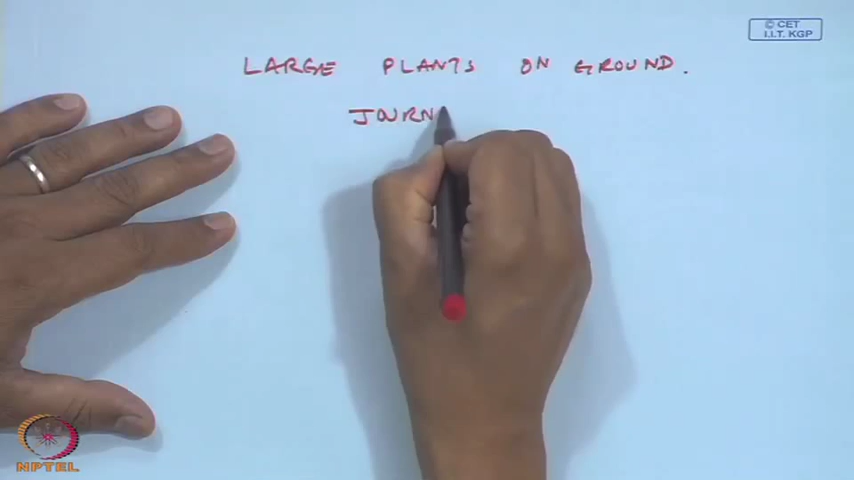 © CET
I.I.T. KGP
LARGE PLANTS ON GROUND.
JOURN
NPTEL